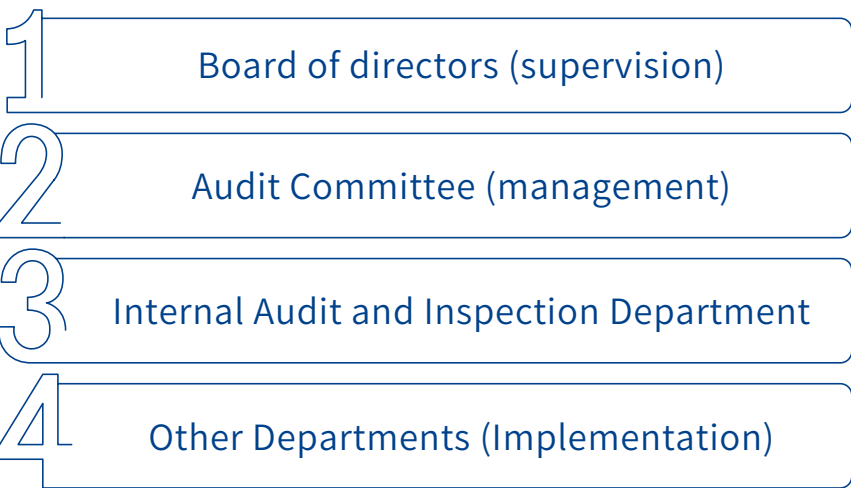 1 Board of directors (supervision)
2 Audit Committee (management)
3 Internal Audit and Inspection Department
4 Other Departments (Implementation)